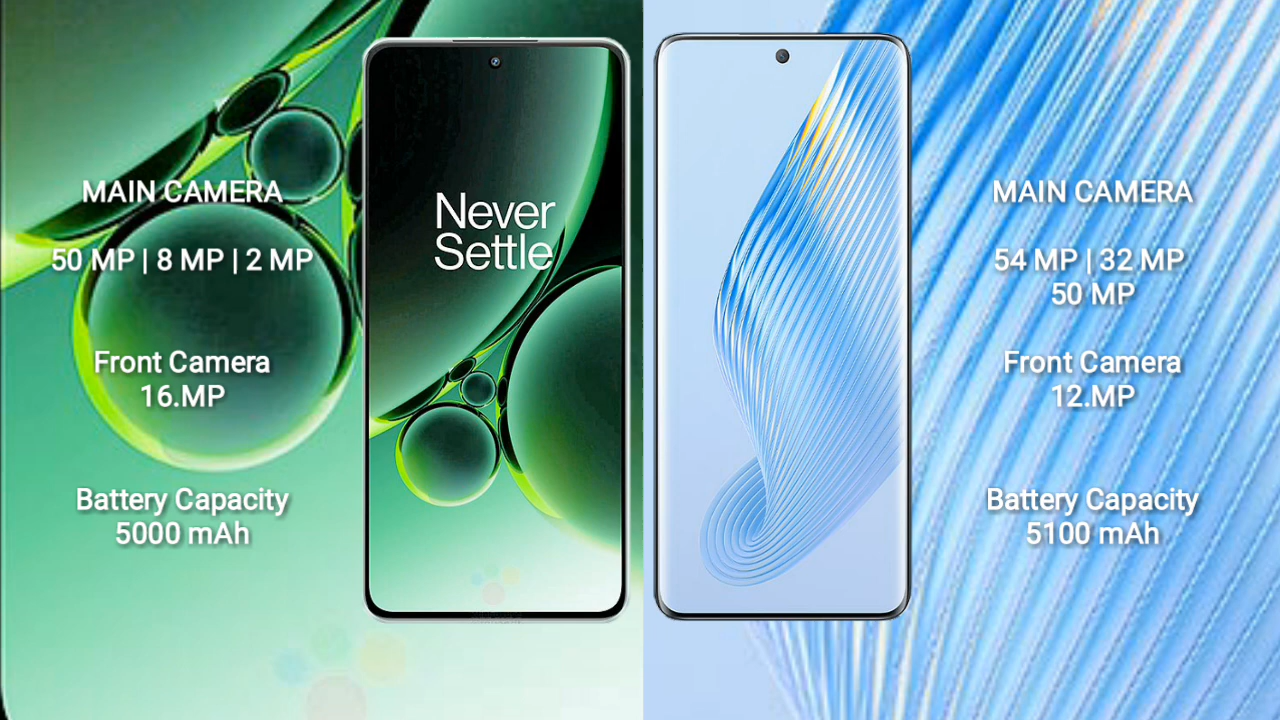 MAIN CAMERA
50 MP | 8 MP | 2 MP
Front Camera
16.MP
Battery Capacity
5000 mAh
Never
Settle
MAIN CAMERA
54 MP | 32 MP
50 MP
Front Camera
12.MP
Battery Capacity
5100 mAh